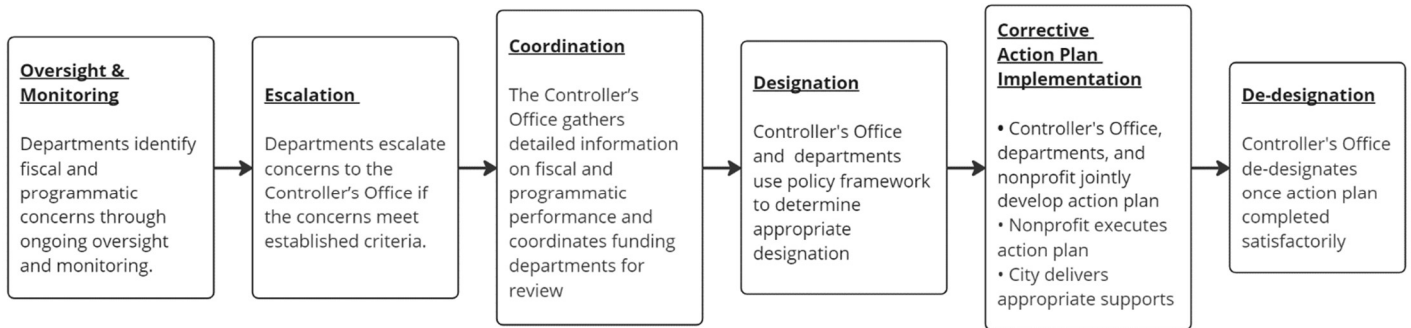 Oversight &
Monitoring
Departments identify
fiscal and
programmatic
concerns through
ongoing oversight
and monitoring.
Escalation
Departments escalate
concerns to the
Controller’s Office if
the concerns meet
established criteria.
Coordination
The Controller’s
Office gathers
detailed information
on fiscal and
programmatic
performance and
coordinates funding
departments for
review
Designation
Controller's Office
and departments
use policy framework
to determine
appropriate
designation
Corrective
Action Plan
Implementation
• Controller's Office,
departments, and
nonprofit jointly
develop action plan
• Nonprofit executes
action plan
• City delivers
appropriate supports
De-designation
Controller's Office
de-designates
once action plan
completed
satisfactorily